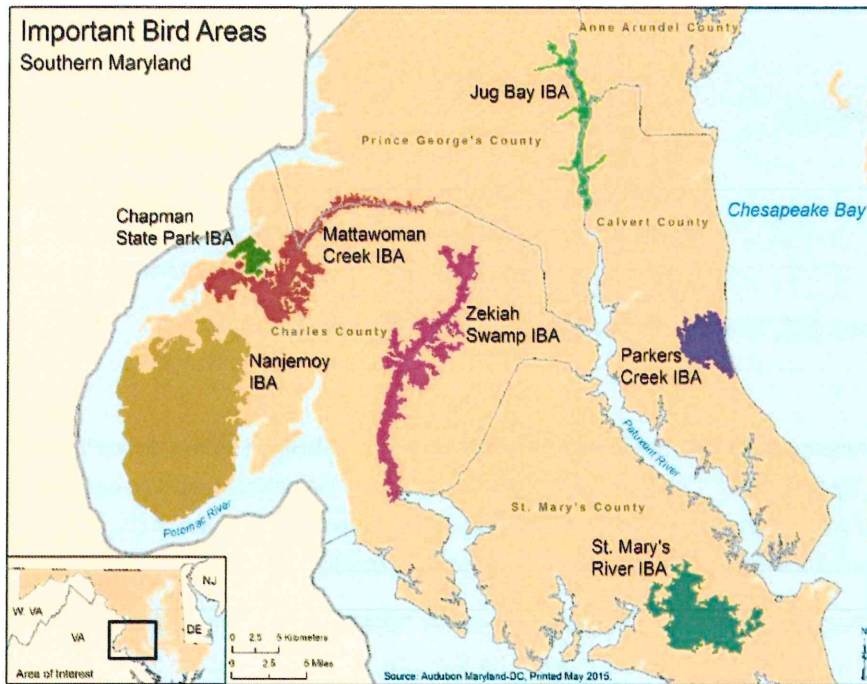 Important Bird Areas
Southern Maryland
Anne Arundel County
Jug Bay IBA
Prince George's County
Chapman
State Park IBA
Mattawoman
Creek IBA
Calvert County
Chesapeake Bay
Zekiah
Swamp IBA
Charles County
Nanjemoy
IBA
Parkers
Creek IBA
Patuxent River
Potomac River
St. Mary's County
St. Mary's
River IBA
W. VA
VA
NJ
DE
Area of Interest
0 2.5 5 Kilometers
0 2.5 5 Miles
Source: Audubon Maryland-DC, Printed May 2015.